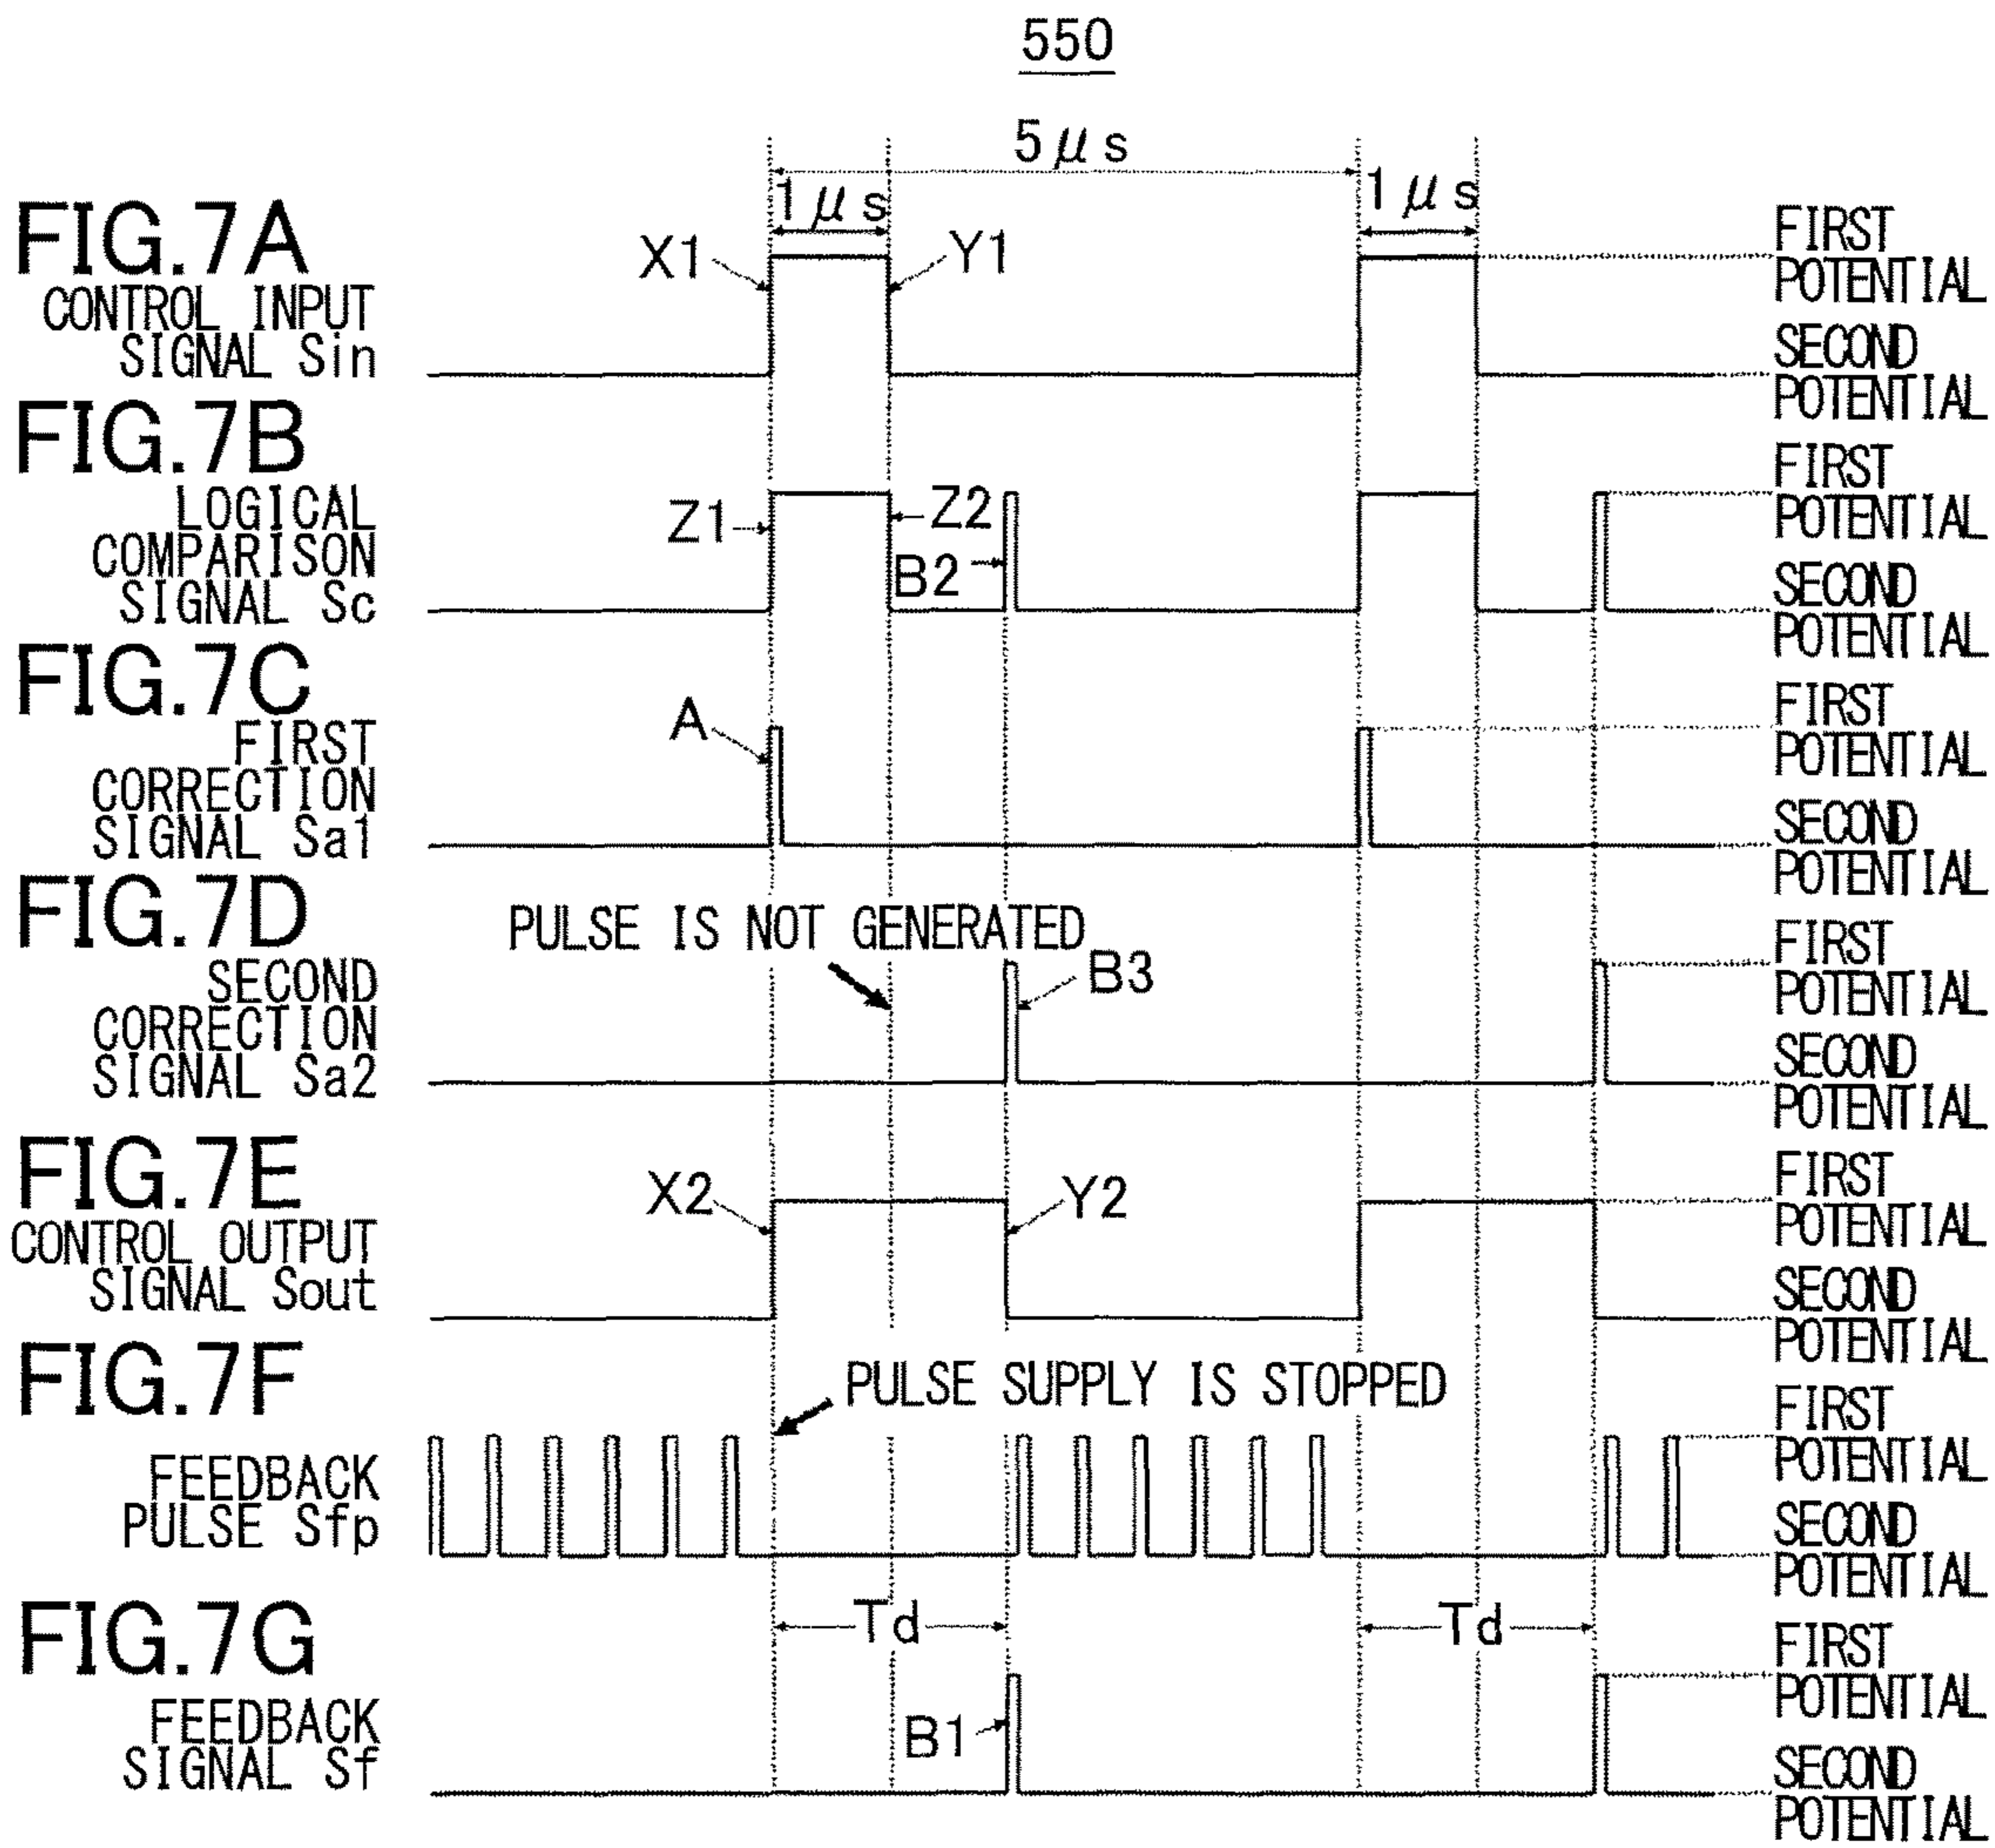 550
5μs
1μs
1μs
FIG.7A
CONTROL INPUT
SIGNAL Sin
X1
Y1
FIRST
POTENTIAL
SECOND
POTENTIAL
FIG.7B
LOGICAL
COMPARISON
SIGNAL Sc
Z1
Z2
B2
FIRST
POTENTIAL
SECOND
POTENTIAL
FIG.7C
FIRST
CORRECTION
SIGNAL Sa1
A
FIRST
POTENTIAL
SECOND
POTENTIAL
FIG.7D
SECOND
CORRECTION
SIGNAL Sa2
PULSE IS NOT GENERATED
B3
FIRST
POTENTIAL
SECOND
POTENTIAL
FIG.7E
CONTROL OUTPUT
SIGNAL Sout
X2
Y2
FIRST
POTENTIAL
SECOND
POTENTIAL
FIG.7F
FEEDBACK
PULSE Sfp
PULSE SUPPLY IS STOPPED
FIRST
POTENTIAL
SECOND
POTENTIAL
FIG.7G
FEEDBACK
SIGNAL Sf
Td
Td
B1
FIRST
POTENTIAL
SECOND
POTENTIAL